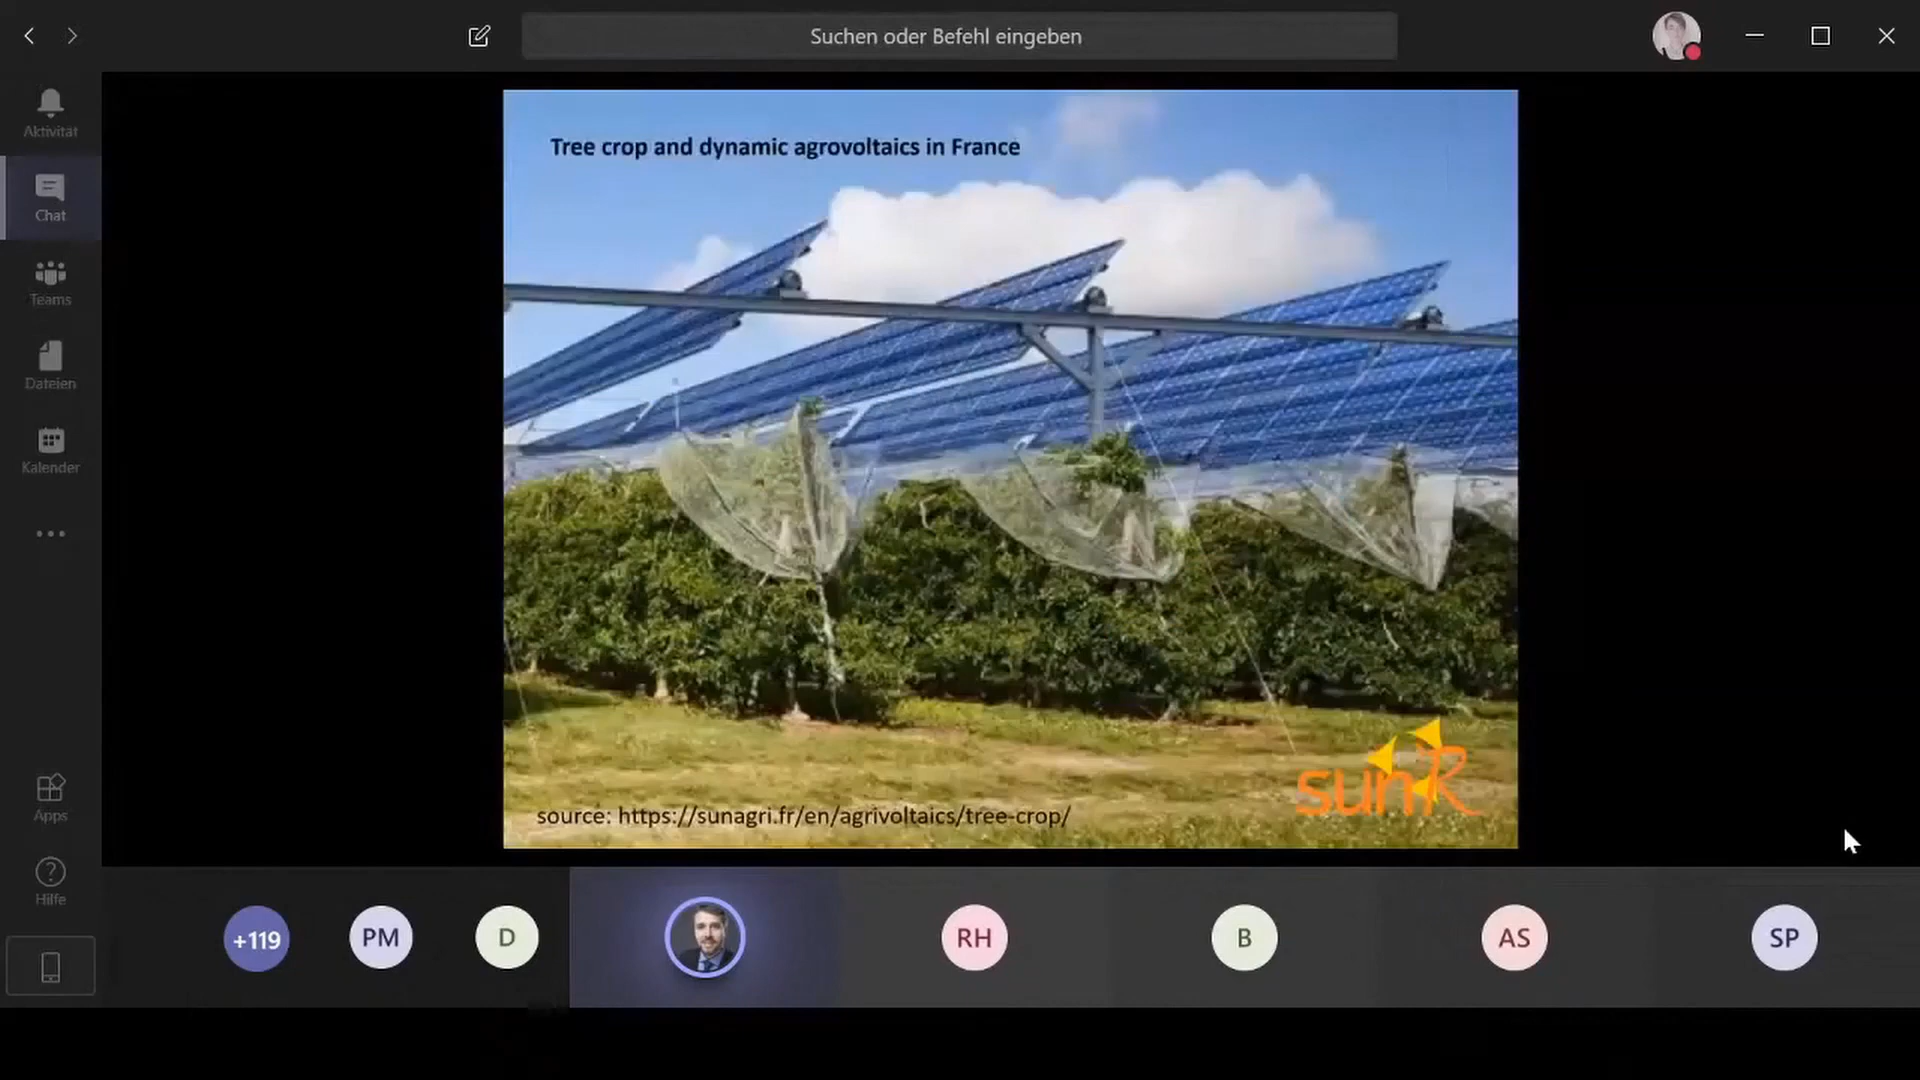 Suchen oder Befehl eingeben
Aktivität
Chat
Teams
Dateien
Kalender
Apps
Hilfe
Tree crop and dynamic agrovoltaics in France
sunR
source: https://sunagri.fr/en/agrivoltaics/tree-crop/
+119
PM
D
RH
B
AS
SP